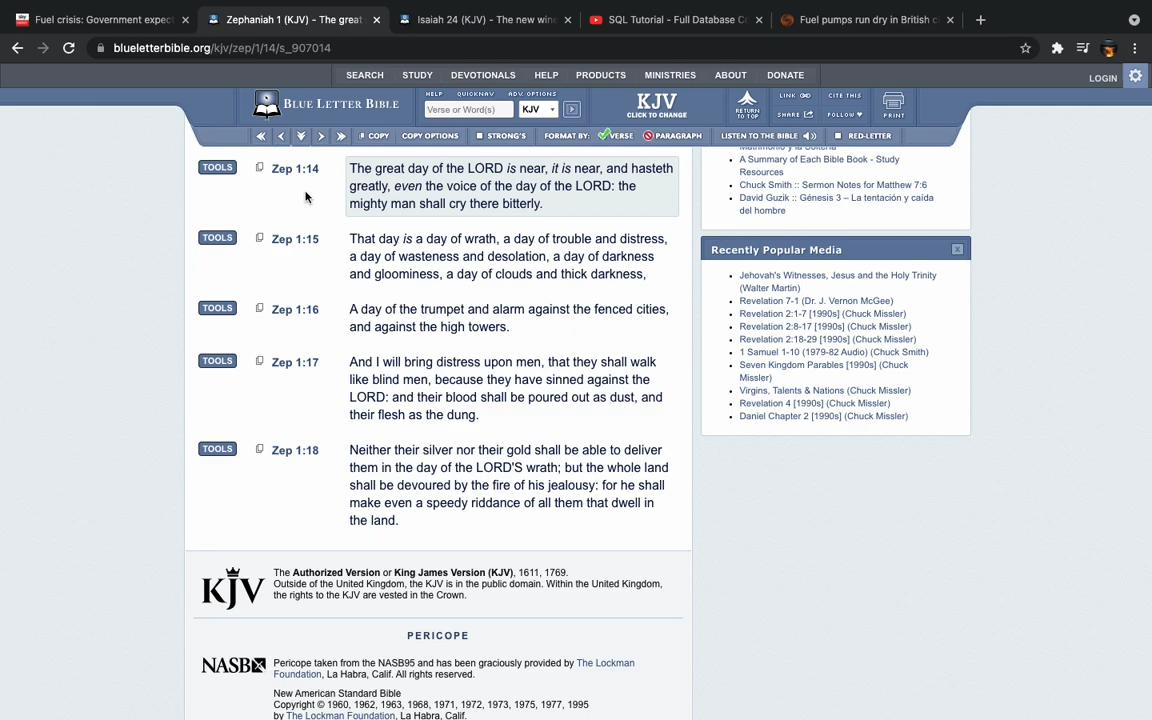 Fuel crisis: Government expect
Zephaniah 1 (KJV) - The great
Isaiah 24 (KJV) - The new wine
SQL Tutorial - Full Database Co
Fuel pumps run dry in British c
blueletterbible.org/kjv/zep/1/14/s_907014
SEARCH STUDY DEVOTIONALS HELP PRODUCTS MINISTRIES ABOUT DONATE LOGIN
BLUE LETTER BIBLE
HELP QUICKNAV ADV. OPTIONS
Verse or Word(s) KJV
KJV
CLICK TO CHANGE
RETURN
TO TOP
LINK CITE THIS
SHARE FOLLOW
PRINT
COPY COPY OPTIONS STRONG'S FORMAT BY: VERSE PARAGRAPH LISTEN TO THE BIBLE RED-LETTER
TOOLS Zep 1:14 The great day of the LORD is near, it is near, and hasteth
greatly, even the voice of the day of the LORD: the
mighty man shall cry there bitterly.
TOOLS Zep 1:15 That day is a day of wrath, a day of trouble and distress,
a day of wasteness and desolation, a day of darkness
and gloominess, a day of clouds and thick darkness,
TOOLS Zep 1:16 A day of the trumpet and alarm against the fenced cities,
and against the high towers.
TOOLS Zep 1:17 And I will bring distress upon men, that they shall walk
like blind men, because they have sinned against the
LORD: and their blood shall be poured out as dust, and
their flesh as the dung.
TOOLS Zep 1:18 Neither their silver nor their gold shall be able to deliver
them in the day of the LORD'S wrath; but the whole land
shall be devoured by the fire of his jealousy: for he shall
make even a speedy riddance of all them that dwell in
the land.
KJV
The Authorized Version or King James Version (KJV), 1611, 1769.
Outside of the United Kingdom, the KJV is in the public domain. Within the United Kingdom,
the rights to the KJV are vested in the Crown.
PERICOPE
NASB
Pericope taken from the NASB95 and has been graciously provided by The Lockman
Foundation, La Habra, Calif. All rights reserved.
New American Standard Bible
Copyright © 1960, 1962, 1963, 1968, 1971, 1972, 1973, 1975, 1977, 1995
by The Lockman Foundation, La Habra, Calif.
Matrimonio y la Soltería
A Summary of Each Bible Book - Study
Resources
Chuck Smith :: Sermon Notes for Matthew 7:6
David Guzik :: Génesis 3 – La tentación y caída
del hombre
Recently Popular Media
Jehovah's Witnesses, Jesus and the Holy Trinity
(Walter Martin)
Revelation 7-1 (Dr. J. Vernon McGee)
Revelation 2:1-7 [1990s] (Chuck Missler)
Revelation 2:8-17 [1990s] (Chuck Missler)
Revelation 2:18-29 [1990s] (Chuck Missler)
1 Samuel 1-10 (1979-82 Audio) (Chuck Smith)
Seven Kingdom Parables [1990s] (Chuck
Missler)
Virgins, Talents & Nations (Chuck Missler)
Revelation 4 [1990s] (Chuck Missler)
Daniel Chapter 2 [1990s] (Chuck Missler)